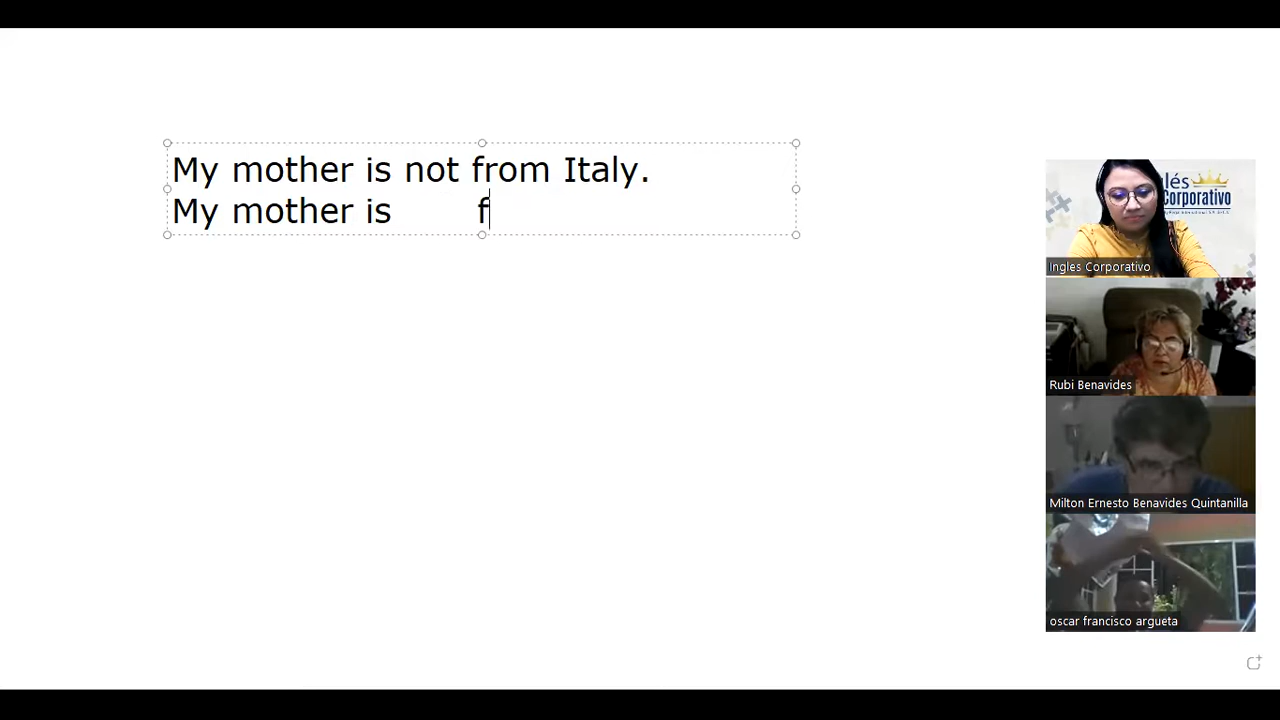 My mother is not from Italy.
My mother is f
lés
Corporativo
Ingles Corporativo
Rubi Benavides
Milton Ernesto Benavides Quintanilla
oscar francisco argueta